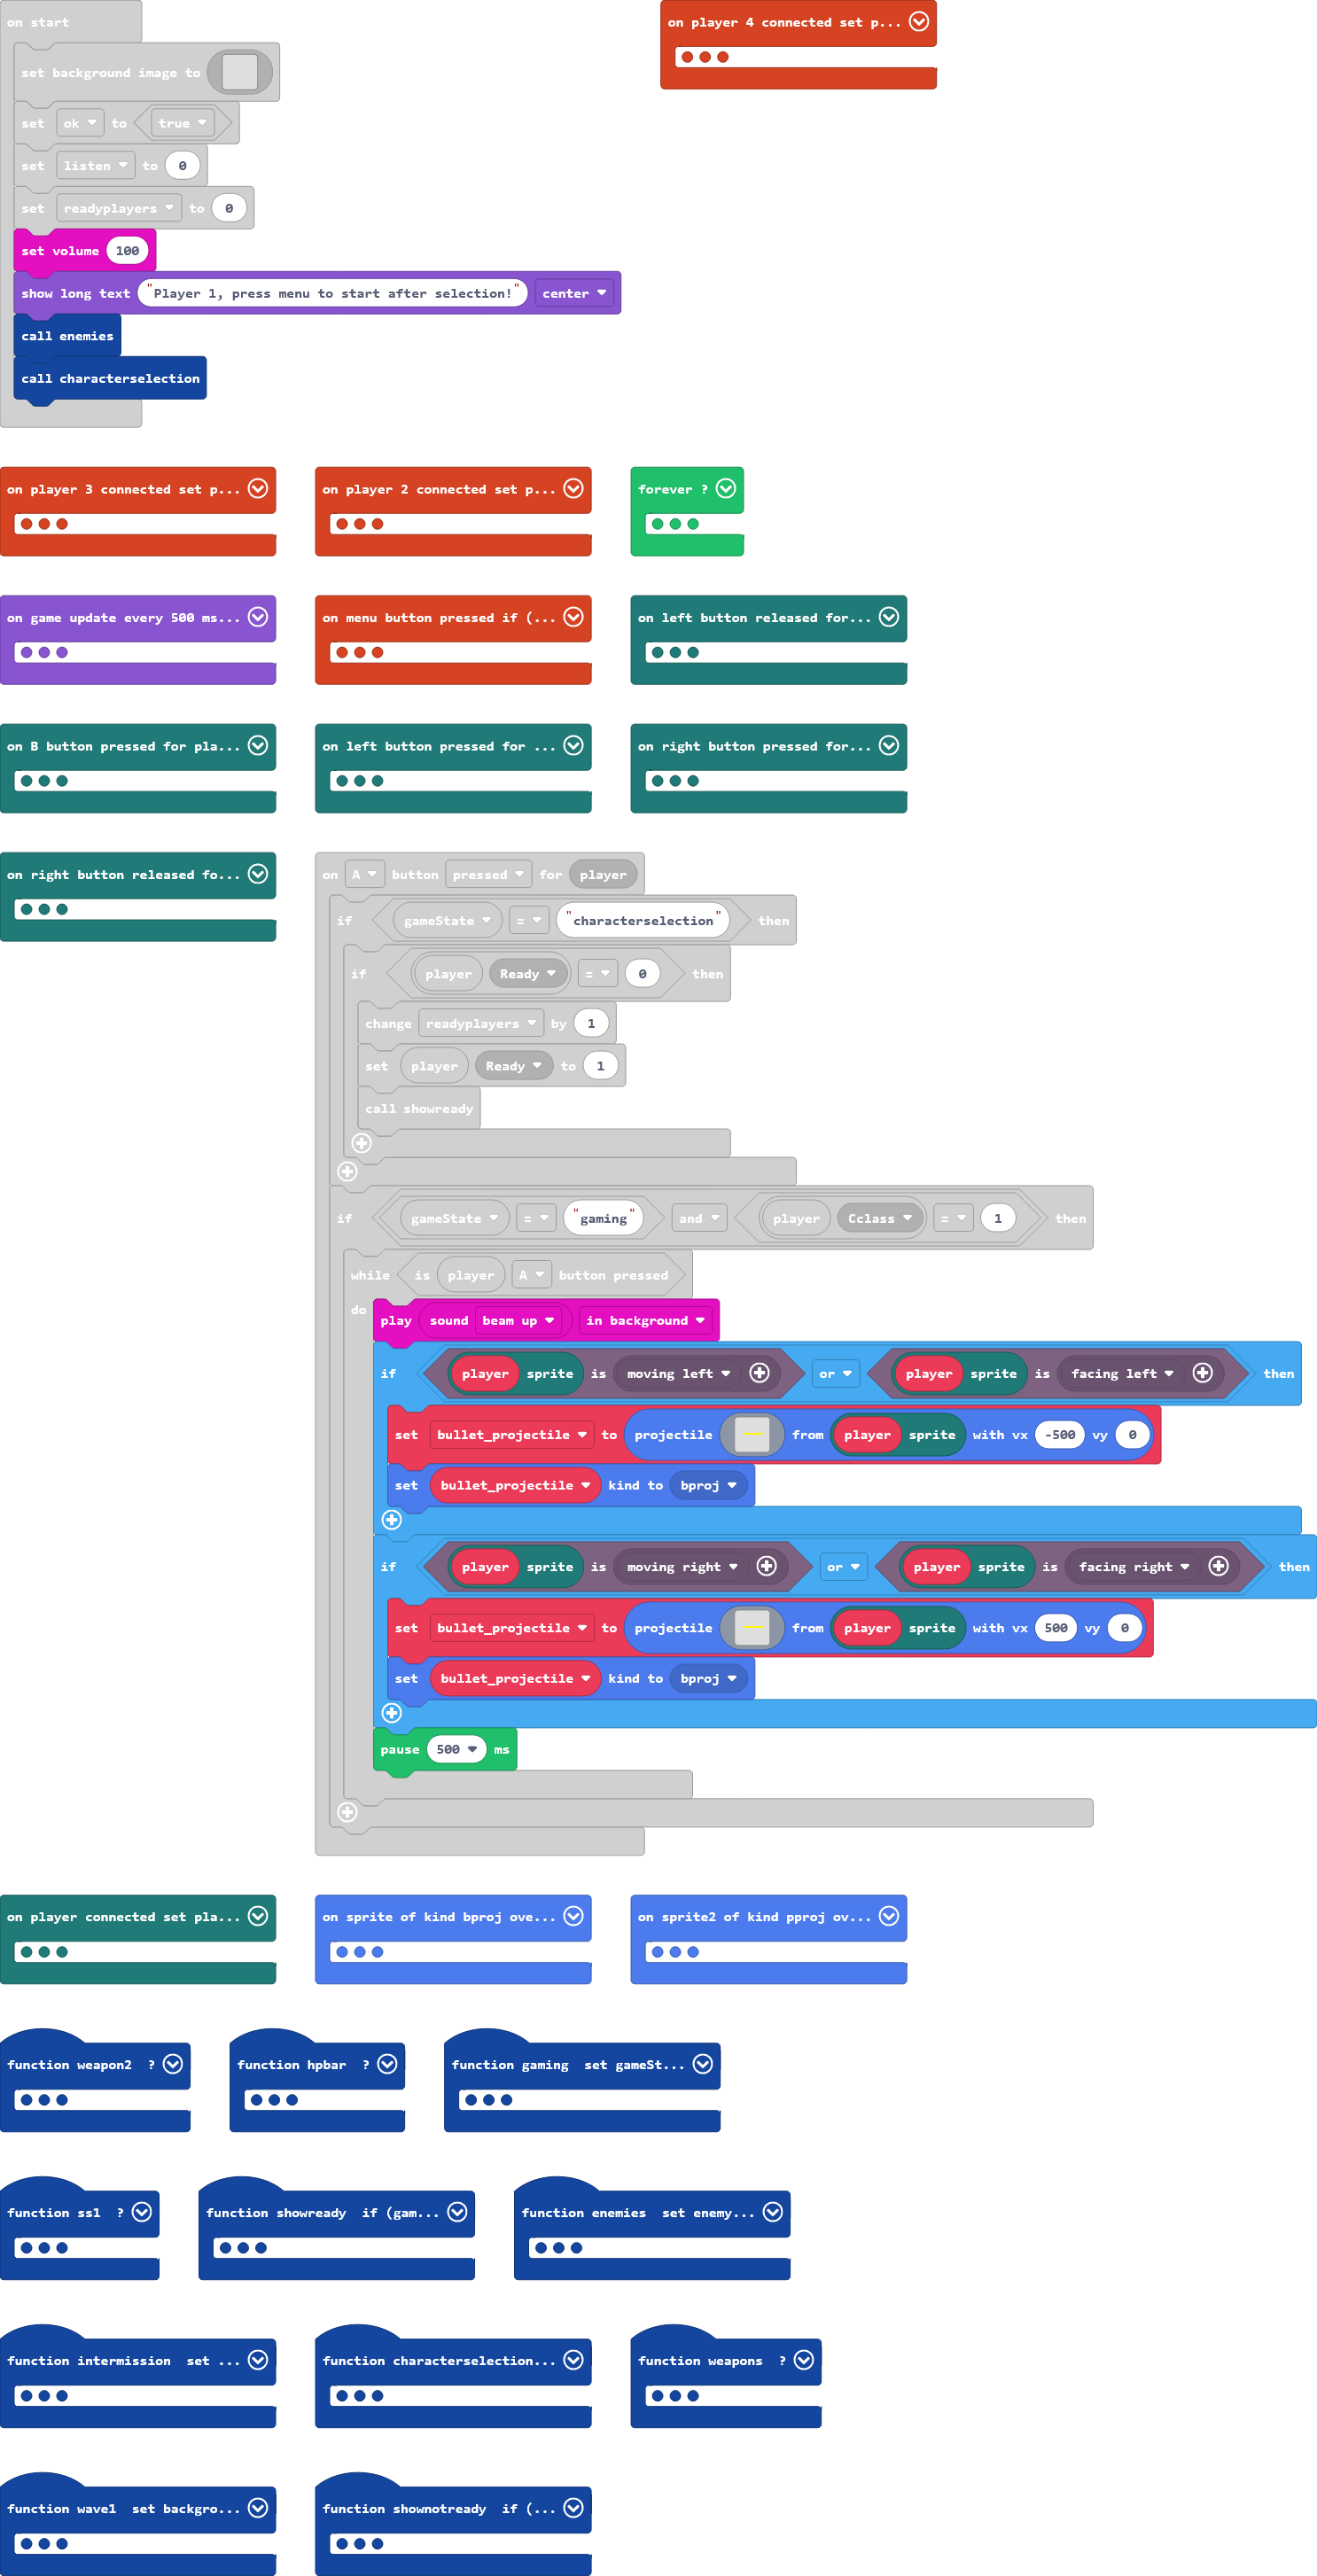 on start
on player 4 connected set p...
set background image to
set ok to true
set listen to 0
set readyplayers to 0
set volume 100
show long text "Player 1, press menu to start after selection!" center
call enemies
call characterselection
on player 3 connected set p...
on player 2 connected set p...
forever ?
on game update every 500 ms...
on menu button pressed if (...
on left button released for...
on B button pressed for pla...
on left button pressed for ...
on right button pressed for...
on right button released fo...
on A button pressed for player
if gameState = "characterselection" then
if player Ready = 0 then
change readyplayers by 1
set player Ready to 1
call showready
if gameState = "gaming" and player Cclass = 1 then
while is player A button pressed
do
play sound beam up in background
if player sprite is moving left or player sprite is facing left then
set bullet_projectile to projectile from player sprite with vx -500 vy 0
set bullet_projectile kind to bproj
if player sprite is moving right or player sprite is facing right then
set bullet_projectile to projectile from player sprite with vx 500 vy 0
set bullet_projectile kind to bproj
pause 500 ms
on player connected set pla...
on sprite of kind bproj ove...
on sprite2 of kind pproj ov...
function weapon2 ?
function hpbar ?
function gaming set gameSt...
function ss1 ?
function showready if (gam...
function enemies set enemy...
function intermission set ...
function characterselection...
function weapons ?
function wave1 set backgro...
function shownotready if (...